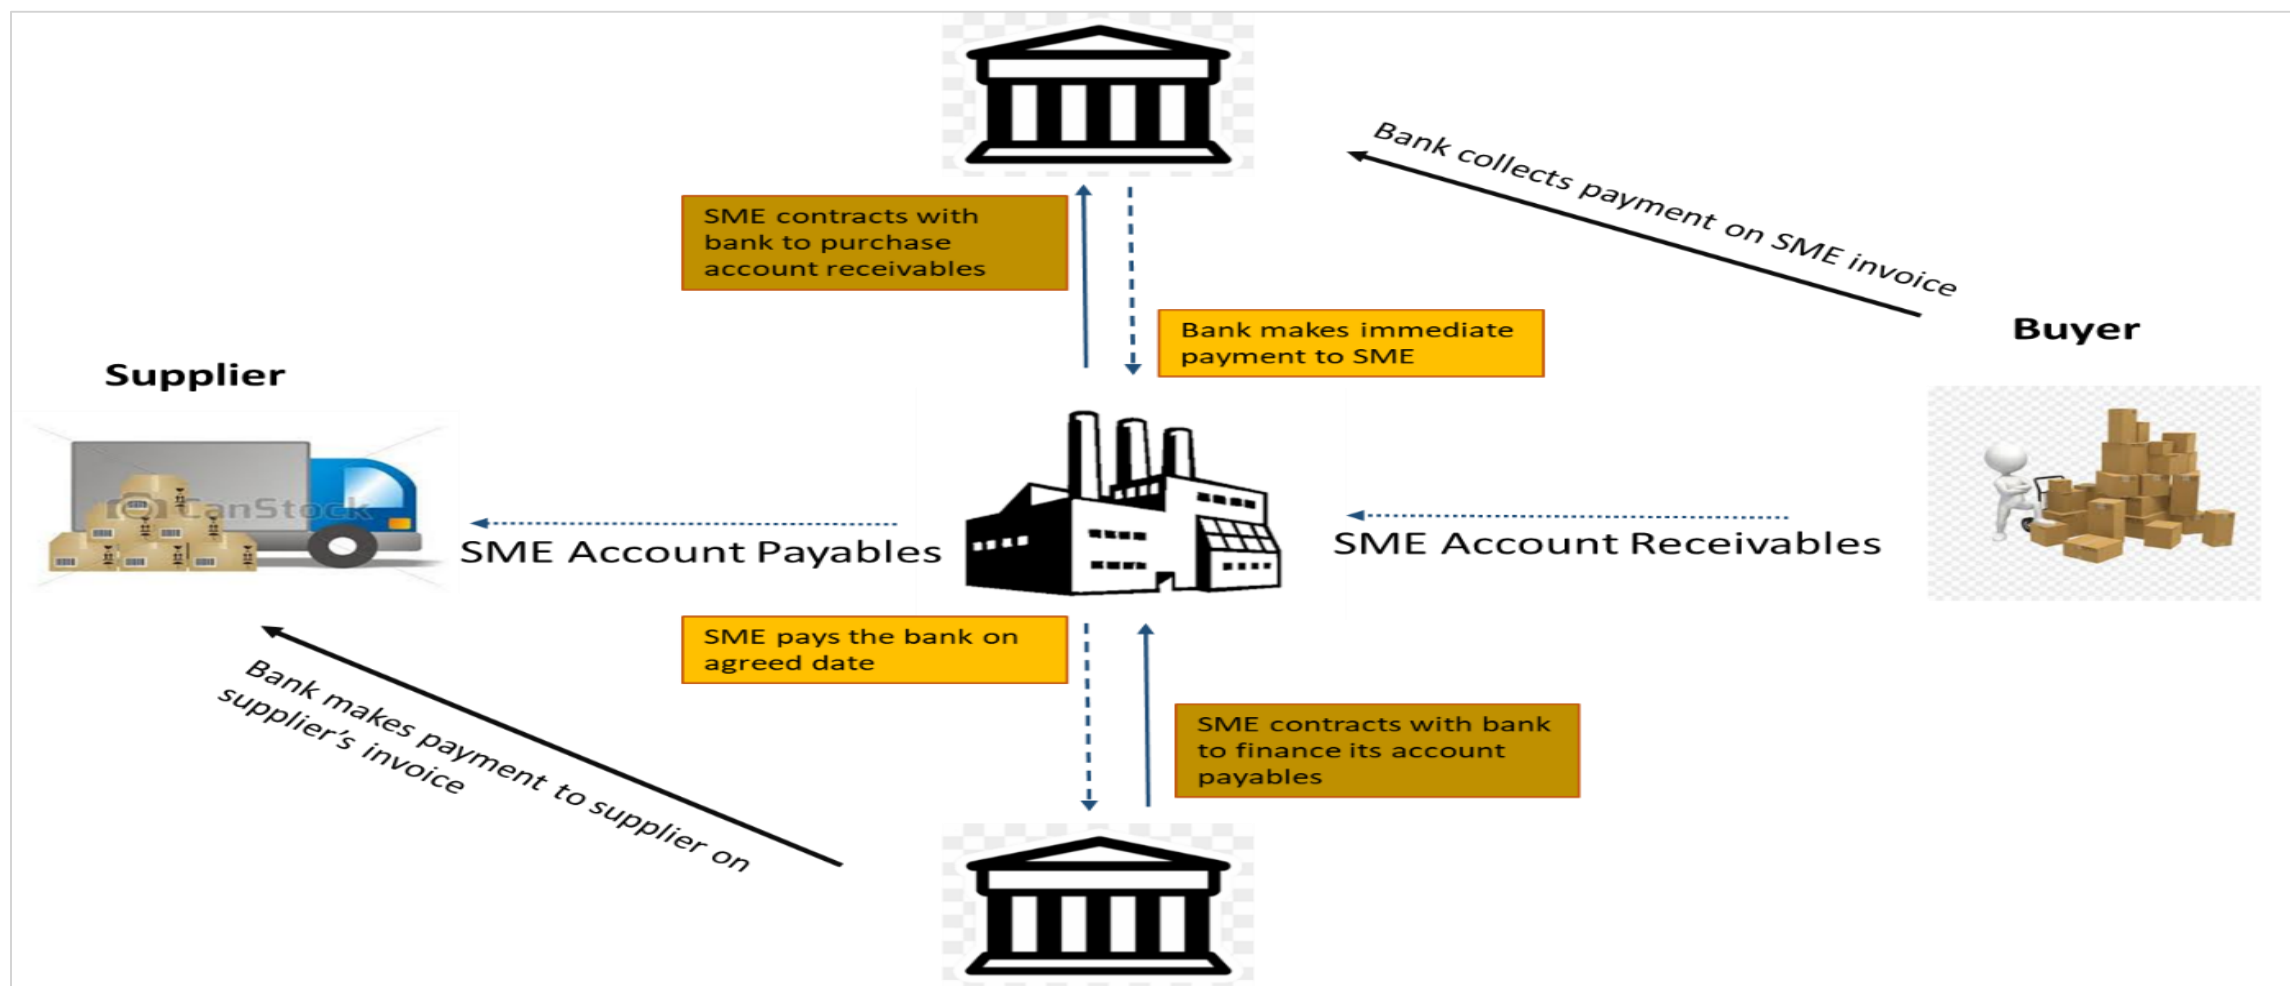 Bank collects payment on SME invoice
SME contracts with
bank to purchase
account receivables
Bank makes immediate
payment to SME
Buyer
Supplier
CanStock
SME Account Payables
SME Account Receivables
SME pays the bank on
agreed date
Bank makes payment to supplier on
supplier's invoice
SME contracts with bank
to finance its account
payables